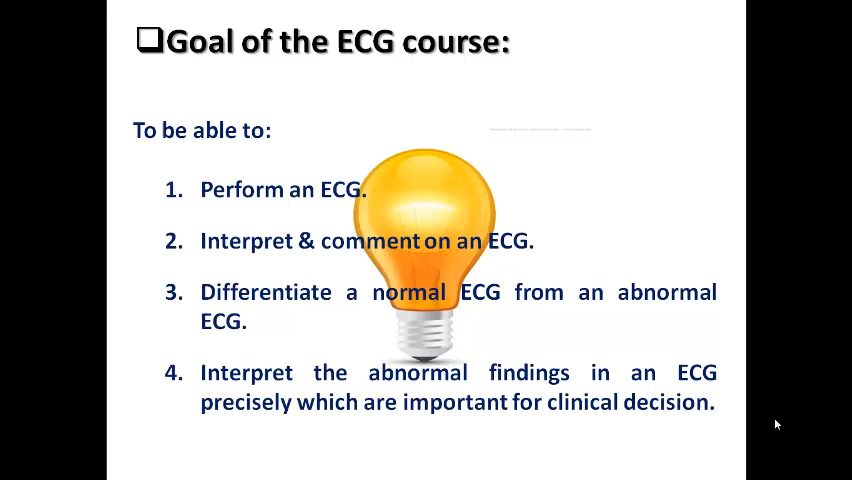 ❑Goal of the ECG course:
To be able to:
1. Perform an ECG.
2. Interpret & comment on an ECG.
3. Differentiate a normal ECG from an abnormal
ECG.
4. Interpret the abnormal findings in an ECG
precisely which are important for clinical decision.